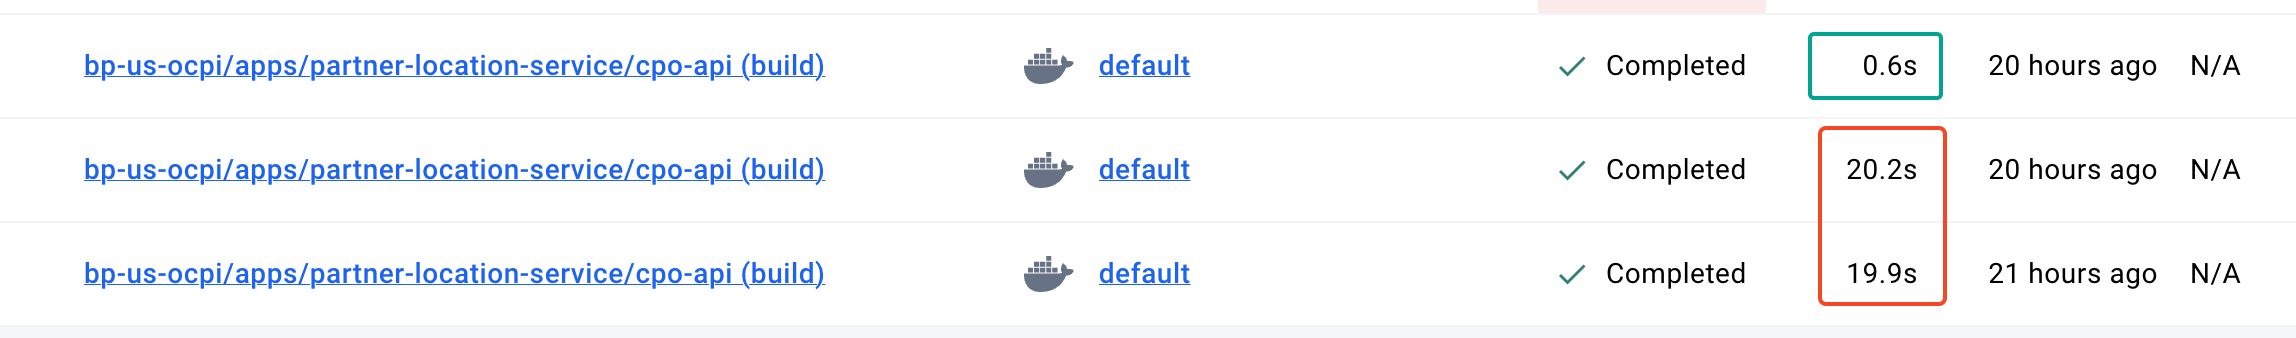 bp-us-ocpi/apps/partner-location-service/cpo-api (build) default Completed 0.6s 20 hours ago N/A
bp-us-ocpi/apps/partner-location-service/cpo-api (build) default Completed 20.2s 20 hours ago N/A
bp-us-ocpi/apps/partner-location-service/cpo-api (build) default Completed 19.9s 21 hours ago N/A